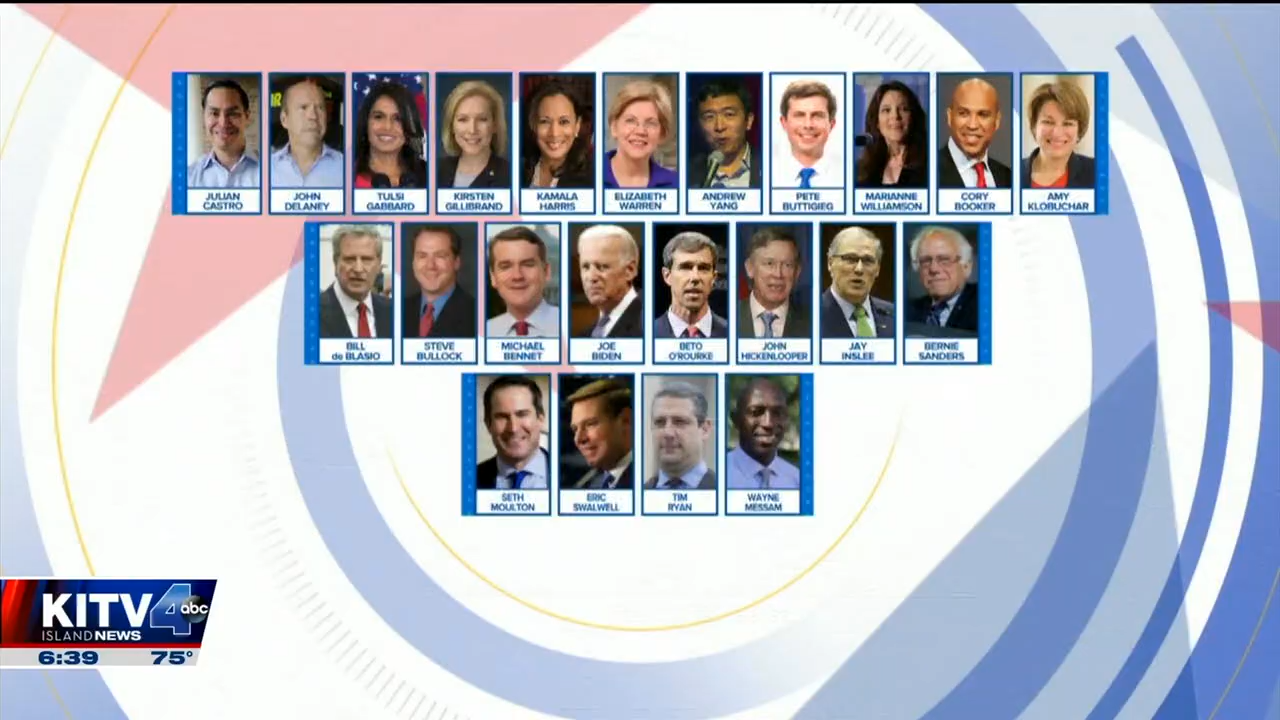 JULIAN
CASTRO
JOHN
DELANEY
TULSI
GABBARD
KIRSTEN
GILLIBRAND
KAMALA
HARRIS
ELIZABETH
WARREN
ANDREW
YANG
PETE
BUTTIGIEG
MARIANNE
WILLIAMSON
CORY
BOOKER
AMY
KLOBUCHAR
BILL
de BLASIO
STEVE
BULLOCK
MICHAEL
BENNET
JOE
BIDEN
BETO
O'ROURKE
JOHN
HICKENLOOPER
JAY
INSLEE
BERNIE
SANDERS
SETH
MOULTON
ERIC
SWALWELL
TIM
RYAN
WAYNE
MESSAM
KITV 4 abc
ISLAND NEWS
6:39 75°